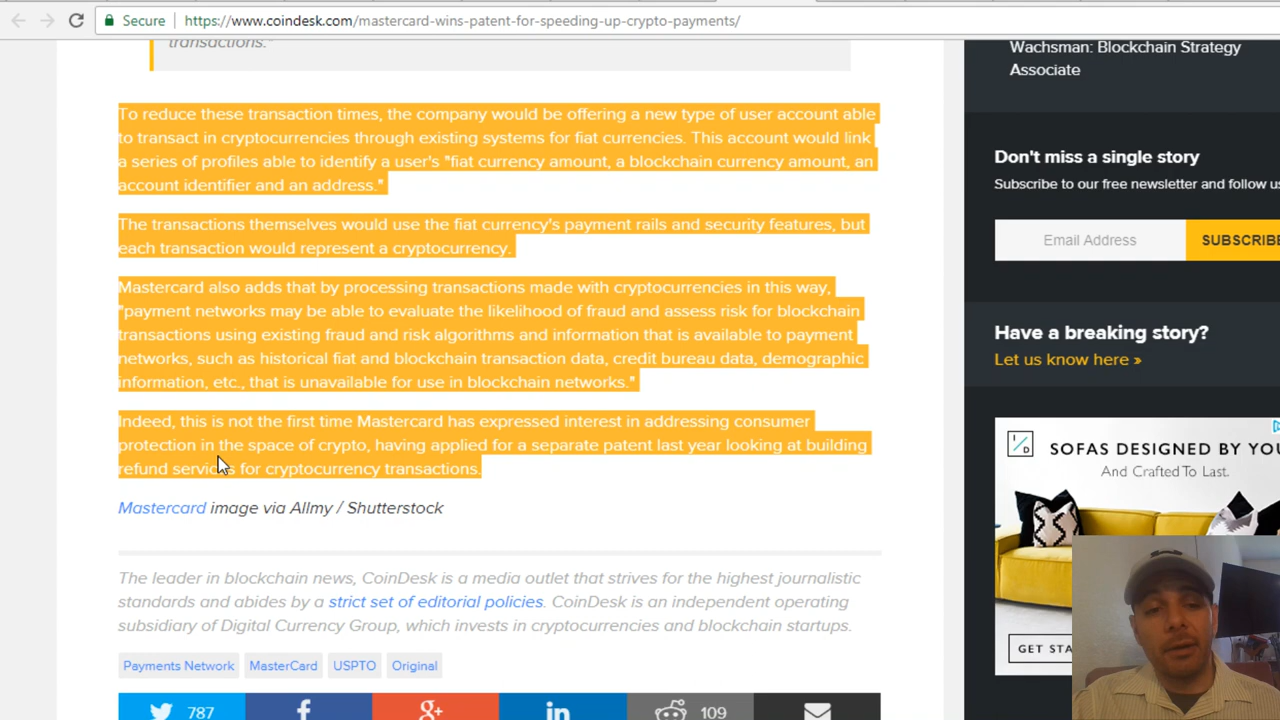 Secure
https://www.coindesk.com/mastercard-wins-patent-for-speeding-up-crypto-payments/
transactions."
To reduce these transaction times, the company would be offering a new type of user account able
to transact in cryptocurrencies through existing systems for fiat currencies. This account would link
a series of profiles able to identify a user's "fiat currency amount, a blockchain currency amount, an
account identifier and an address."
The transactions themselves would use the fiat currency's payment rails and security features, but
each transaction would represent a cryptocurrency.
Mastercard also adds that by processing transactions made with cryptocurrencies in this way,
"payment networks may be able to evaluate the likelihood of fraud and assess risk for blockchain
transactions using existing fraud and risk algorithms and information that is available to payment
networks, such as historical fiat and blockchain transaction data, credit bureau data, demographic
information, etc., that is unavailable for use in blockchain networks."
Indeed, this is not the first time Mastercard has expressed interest in addressing consumer
protection in the space of crypto, having applied for a separate patent last year looking at building
refund services for cryptocurrency transactions.
Mastercard image via Allmy / Shutterstock
The leader in blockchain news, CoinDesk is a media outlet that strives for the highest journalistic
standards and abides by a strict set of editorial policies. CoinDesk is an independent operating
subsidiary of Digital Currency Group, which invests in cryptocurrencies and blockchain startups.
Payments Network
MasterCard
USPTO
Original
787
f
g+
in
109
Wachsman: Blockchain Strategy
Associate
Don't miss a single story
Subscribe to our free newsletter and follow us
Email Address
SUBSCRIBE
Have a breaking story?
Let us know here »
I/D
SOFAS DESIGNED BY YOU
And Crafted To Last.
GET STA